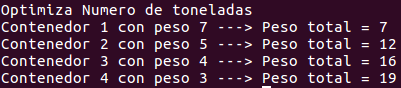 Optimiza Numero de toneladas
Contenedor 1 con peso 7 ---> Peso total = 7
Contenedor 2 con peso 5 ---> Peso total = 12
Contenedor 3 con peso 4 ---> Peso total = 16
Contenedor 4 con peso 3 ---> Peso total = 19